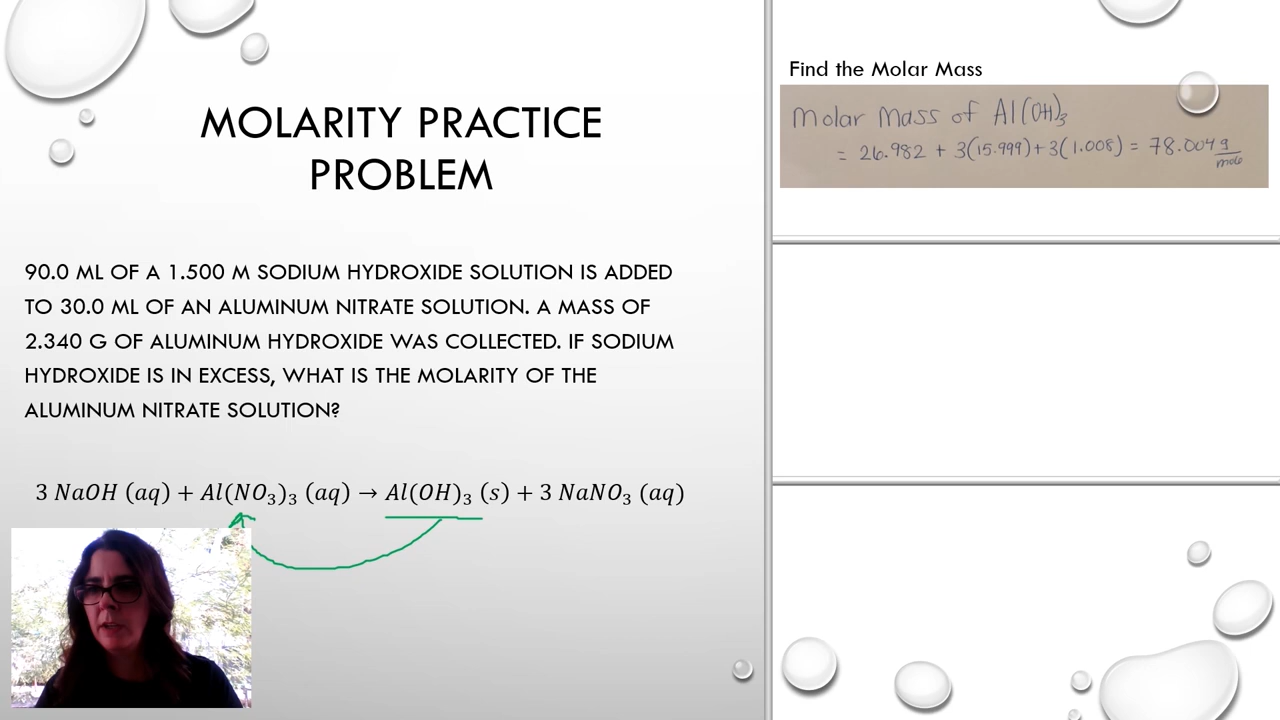 MOLARITY PRACTICE
PROBLEM
90.0 ML OF A 1.500 M SODIUM HYDROXIDE SOLUTION IS ADDED
TO 30.0 ML OF AN ALUMINUM NITRATE SOLUTION. A MASS OF
2.340 G OF ALUMINUM HYDROXIDE WAS COLLECTED. IF SODIUM
HYDROXIDE IS IN EXCESS, WHAT IS THE MOLARITY OF THE
ALUMINUM NITRATE SOLUTION?
3 NaOH (aq) + Al(NO₃)₃ (aq) → Al(OH)₃ (s) + 3 NaNO₃ (aq)
Find the Molar Mass
Molar Mass of Al(OH)₃
= 26.982 + 3(15.999)+3(1.008) = 78.004 g/mole